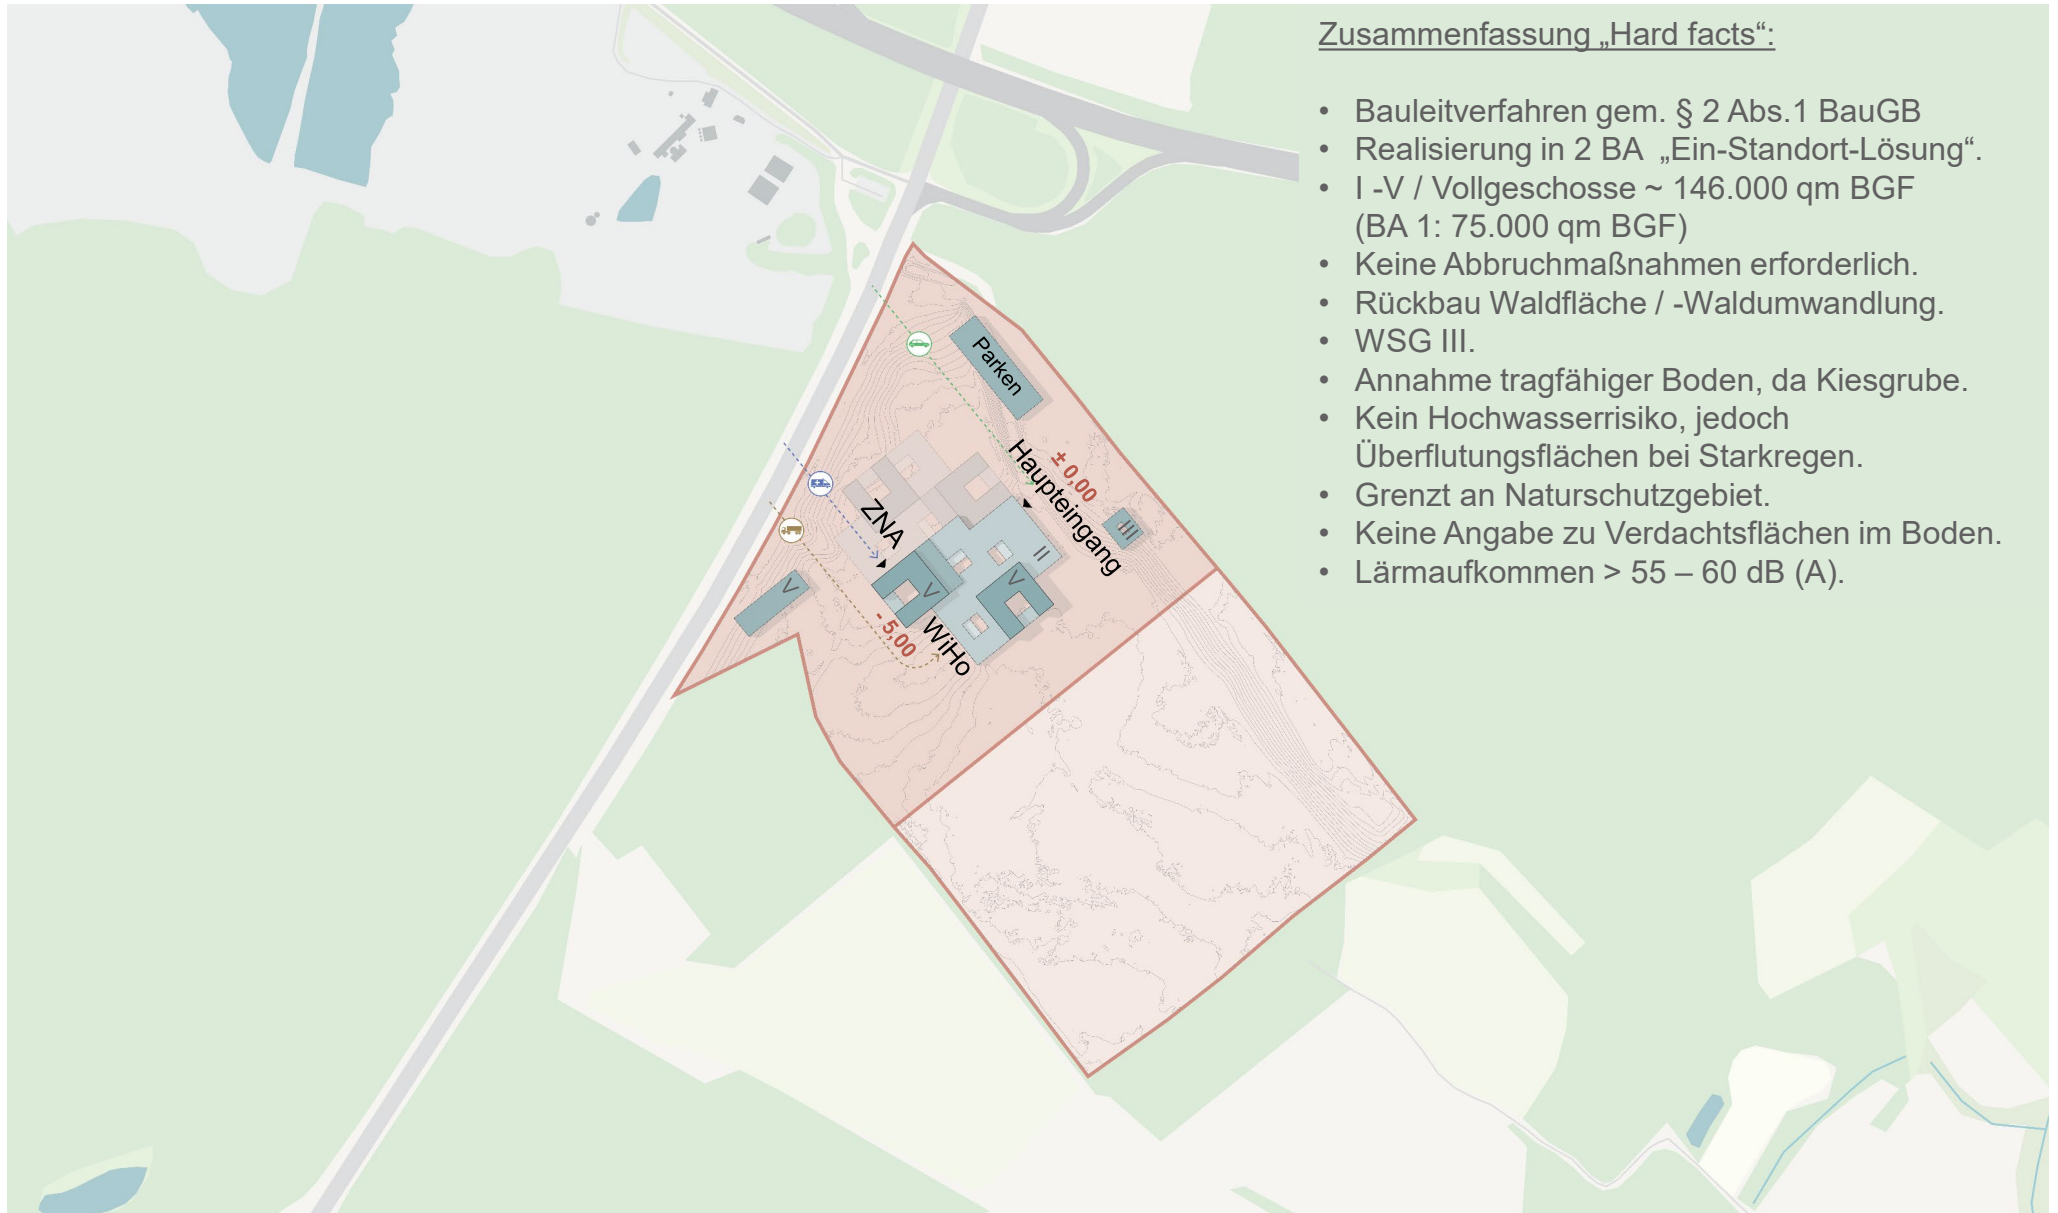 Zusammenfassung „Hard facts“:
• Bauleitverfahren gem. § 2 Abs.1 BauGB
• Realisierung in 2 BA „Ein-Standort-Lösung“.
• I -V / Vollgeschosse ~ 146.000 qm BGF
(BA 1: 75.000 qm BGF)
• Keine Abbruchmaßnahmen erforderlich.
• Rückbau Waldfläche / -Waldumwandlung.
• WSG III.
• Annahme tragfähiger Boden, da Kiesgrube.
• Kein Hochwasserrisiko, jedoch
Überflutungsflächen bei Starkregen.
• Grenzt an Naturschutzgebiet.
• Keine Angabe zu Verdachtsflächen im Boden.
• Lärmaufkommen > 55 – 60 dB (A).
Parken
± 0,00
Haupteingang
III
ZNA
II
V
V
V
- 5,00
WiHo